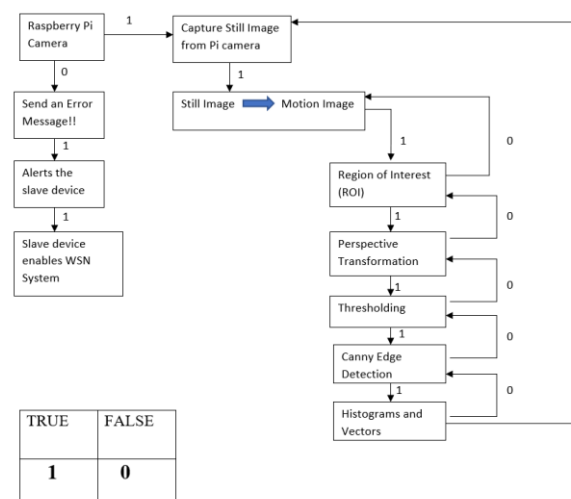 Raspberry Pi
Camera
1
Capture Still Image
from Pi camera
0
1
Send an Error
Message!!
Still Image Motion Image
1
1
0
Alerts the
slave device
Region of Interest
(ROI)
1
1
0
Slave device
enables WSN
System
Perspective
Transformation
1
0
Thresholding
1
0
Canny Edge
Detection
1
0
Histograms and
Vectors
TRUE FALSE
1 0